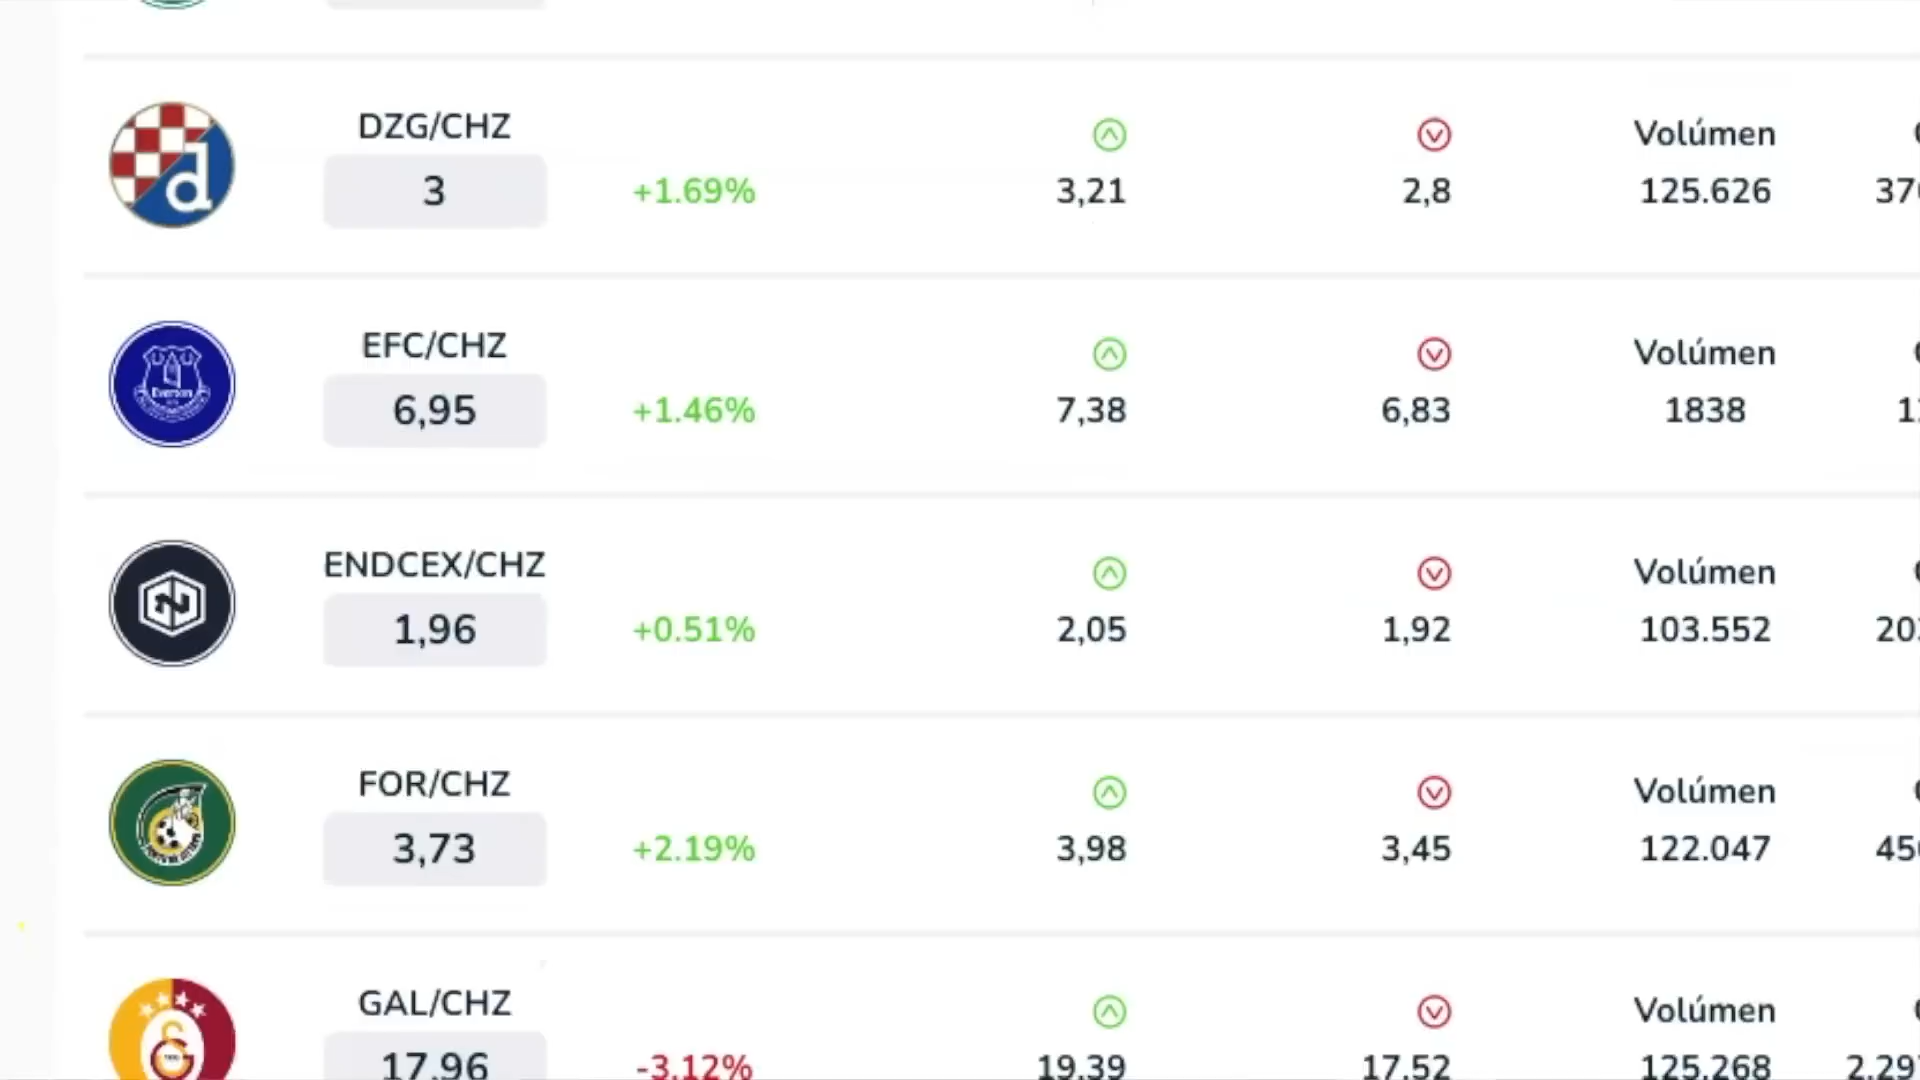 DZG/CHZ
Volúmen
3
+1.69%
3,21
2,8
125.626
EFC/CHZ
Volúmen
6,95
+1.46%
7,38
6,83
1838
Everton
ENDCEX/CHZ
Volúmen
1,96
+0.51%
2,05
1,92
103.552
FOR/CHZ
Volúmen
3,73
+2.19%
3,98
3,45
122.047
GAL/CHZ
Volúmen
17,96
-3.12%
19,39
17,52
125.268